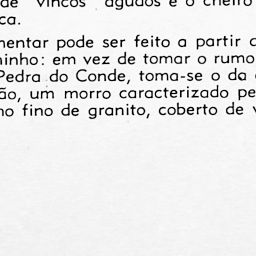 de "vincos" agudos e o cheiro
ca.
mentar pode ser feito a partir
minho: em vez de tomar o rumo
Pedra do Conde, toma-se o da
ão, um morro caracterizado pe
no fino de granito, coberto de